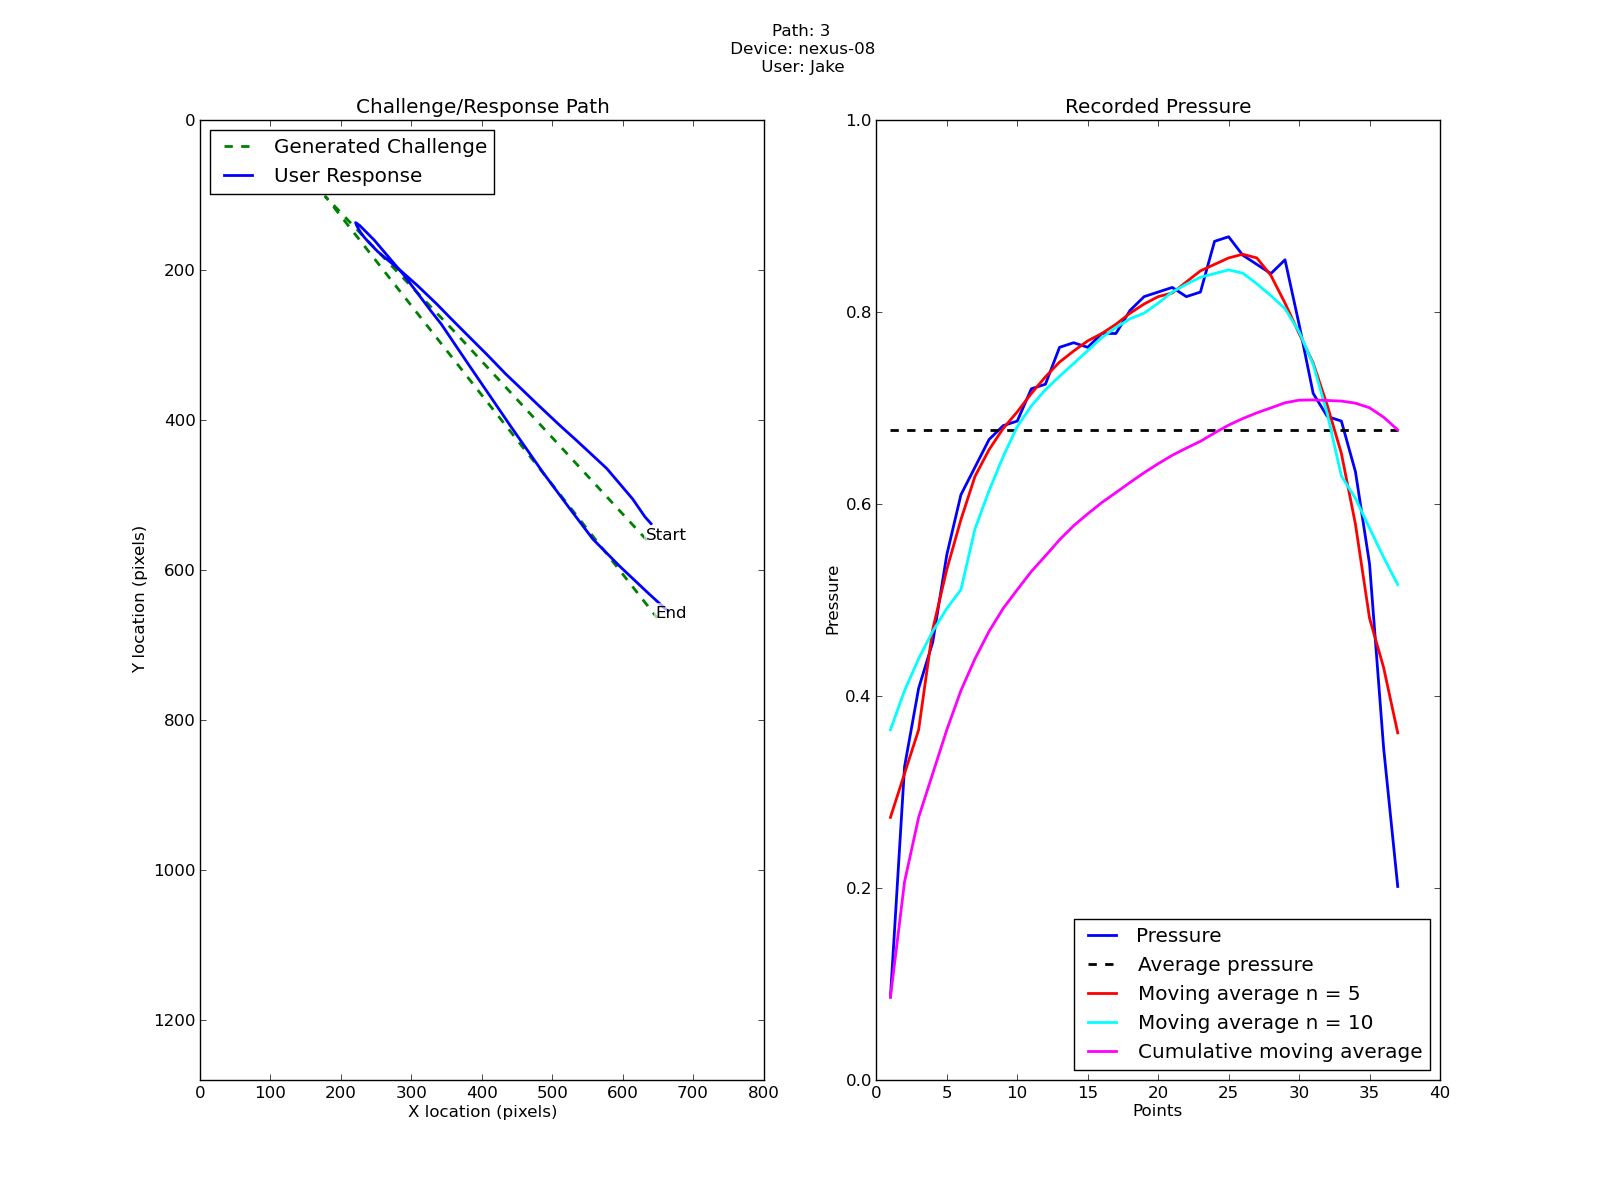 Path: 3
Device: nexus-08
User: Jake
Challenge/Response Path
Generated Challenge
User Response
Start
End
0
200
400
600
800
1000
1200
Y location (pixels)
0 100 200 300 400 500 600 700 800
X location (pixels)
Recorded Pressure
1.0
0.8
0.6
0.4
0.2
0.0
Pressure
Pressure
Average pressure
Moving average n = 5
Moving average n = 10
Cumulative moving average
0 5 10 15 20 25 30 35 40
Points